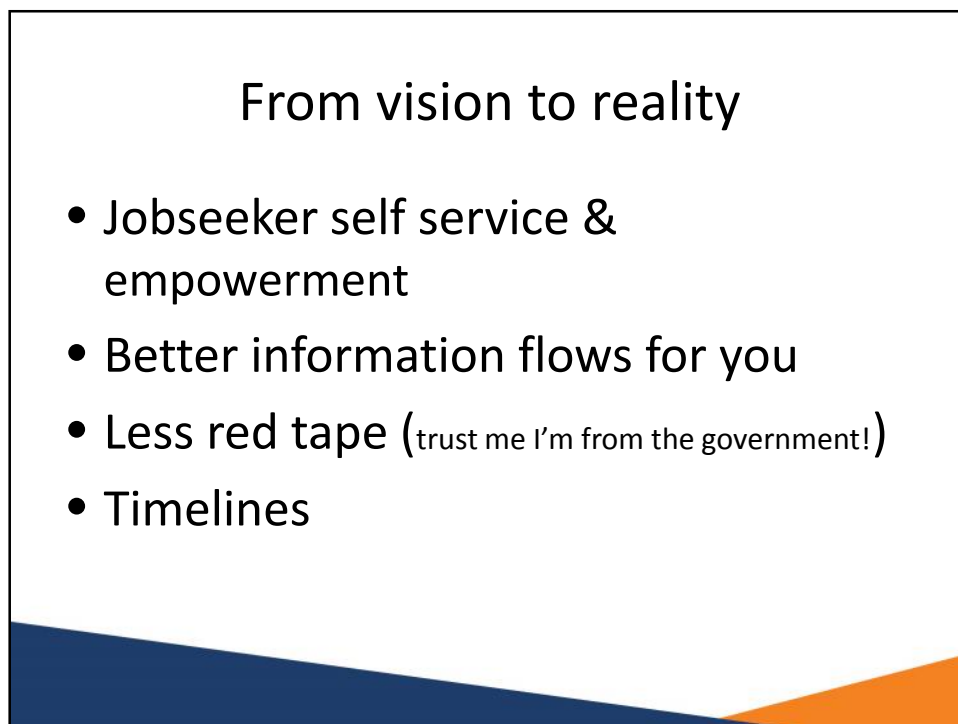 From vision to reality
• Jobseeker self service &
empowerment
• Better information flows for you
• Less red tape (trust me I’m from the government!)
• Timelines